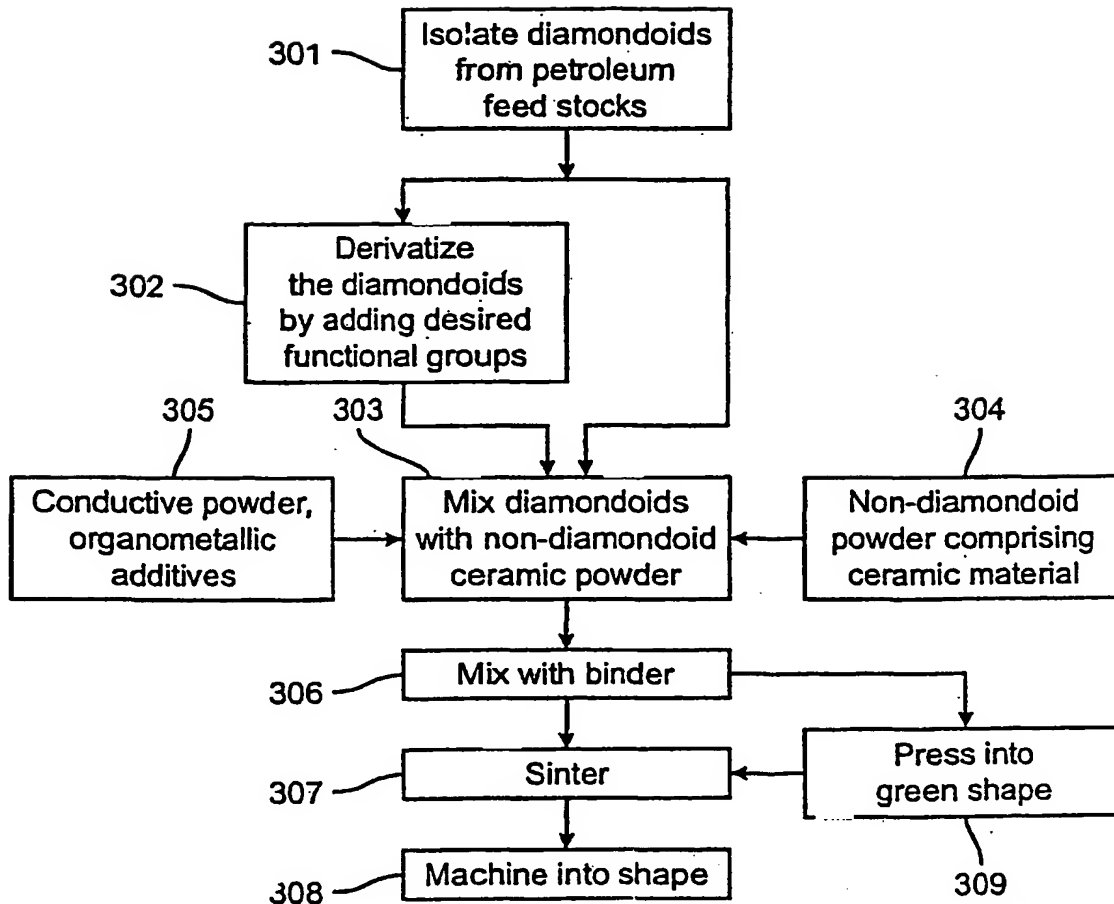 301
Isolate diamondoids
from petroleum
feed stocks
302
Derivatize
the diamondoids
by adding desired
functional groups
305
303
304
Conductive powder,
organometallic
additives
Mix diamondoids
with non-diamondoid
ceramic powder
Non-diamondoid
powder comprising
ceramic material
306
Mix with binder
307
Sinter
Press into
green shape
308
Machine into shape
309